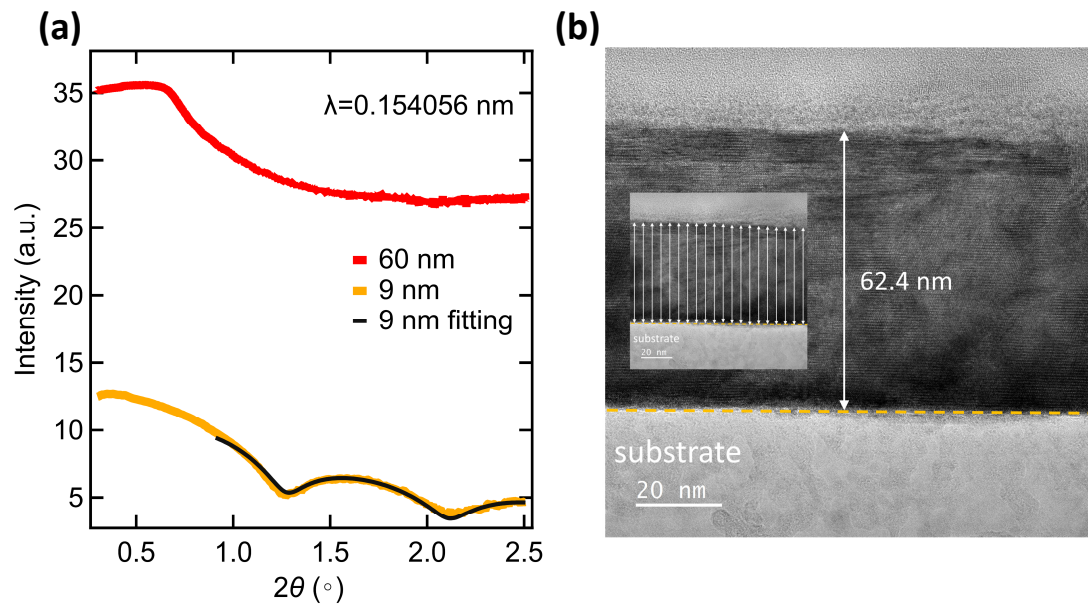 (a)
35
30
25
20
15
10
5
Intensity (a.u.)
λ=0.154056 nm
60 nm
9 nm
9 nm fitting
0.5 1.0 1.5 2.0 2.5
2θ (°)
(b)
62.4 nm
substrate
20 nm
substrate
20 nm